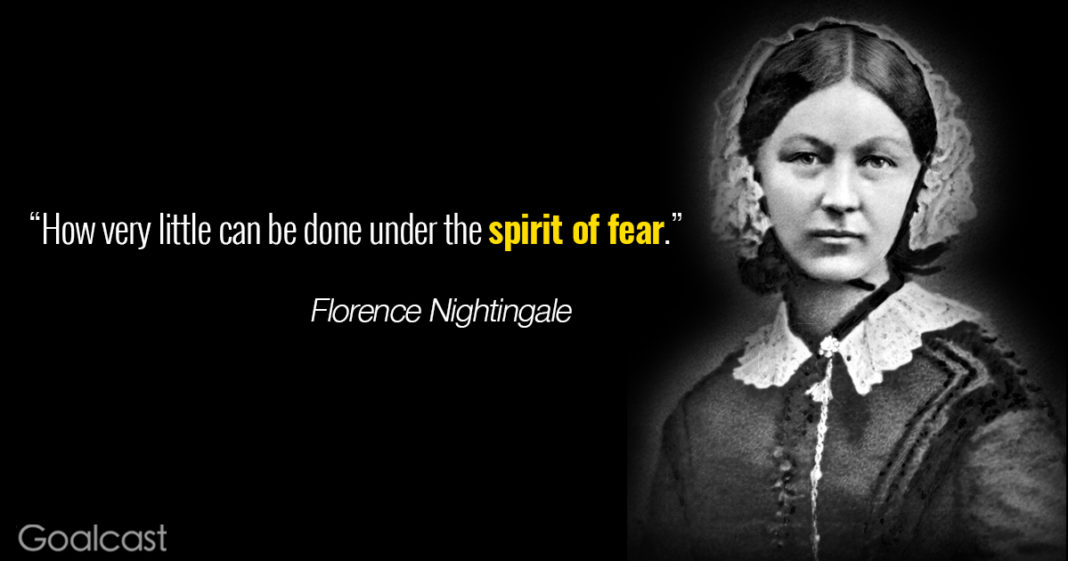 “How very little can be done under the spirit of fear.”
Florence Nightingale
Goalcast